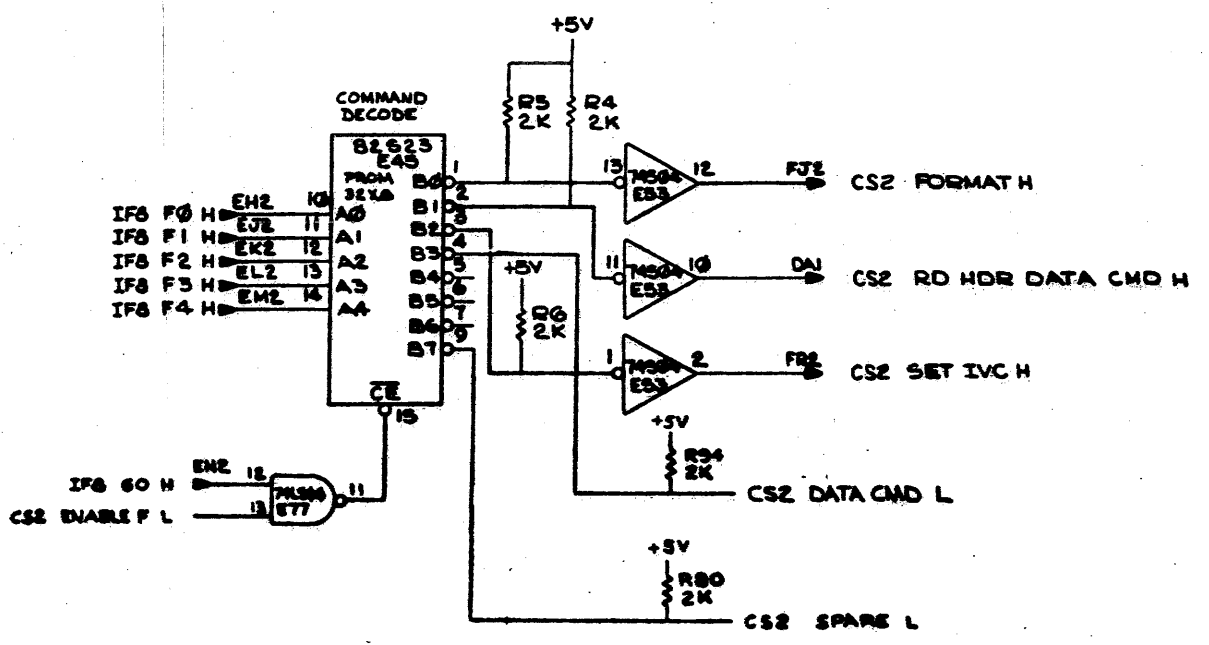 +5V
COMMAND
DECODE
R5
2K
R4
2K
82S23
E45
PROM
32X8
1
B0
2
B1
3
B2
4
B3
5
B4
6
B5
7
B6
9
B7
IF8 F0 H EH2 10 A0
IF8 F1 H EJ2 11 A1
IF8 F2 H EK2 12 A2
IF8 F3 H EL2 13 A3
IF8 F4 H EM2 14 A4
CE
15
13 74S04 12 FJ2 CS2 FORMAT H
E53
11 74S04 10 DA1 CS2 RD HDR DATA CMD H
E53
+5V
R6
2K
1 74S04 2 CS2 SET IVC H
E53
+5V
R94
2K
CS2 DATA CMD L
IF8 GO H EN2 12
11
CS2 ENABLE F L 13 E77
+5V
R80
2K
CS2 SPARE L